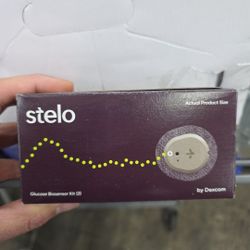 stelo
Actual Product Size
Glucose Biosensor Kit (2)
by Dexcom